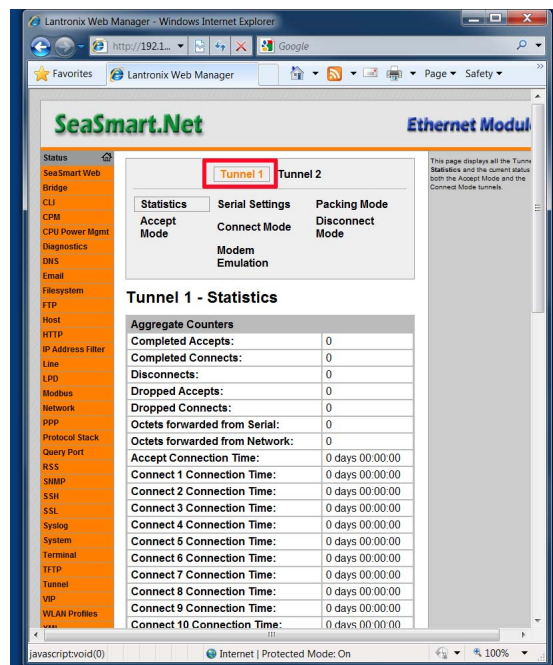 Lantronix Web Manager - Windows Internet Explorer
http://192.1...
Google
Favorites
Lantronix Web Manager
Page
Safety
SeaSmart.Net
Ethernet Modul
Status
SeaSmart Web
Bridge
CLI
CPM
CPU Power Mgmt
Diagnostics
DNS
Email
Filesystem
FTP
Host
HTTP
IP Address Filter
Line
LPD
Modbus
Network
PPP
Protocol Stack
Query Port
RSS
SNMP
SSH
SSL
Syslog
System
Terminal
TFTP
Tunnel
VIP
WLAN Profiles
XML
Tunnel 1 Tunnel 2
Statistics Serial Settings Packing Mode
Accept Mode Connect Mode Disconnect Mode
Modem Emulation
Tunnel 1 - Statistics
Aggregate Counters
Completed Accepts: 0
Completed Connects: 0
Disconnects: 0
Dropped Accepts: 0
Dropped Connects: 0
Octets forwarded from Serial: 0
Octets forwarded from Network: 0
Accept Connection Time: 0 days 00:00:00
Connect 1 Connection Time: 0 days 00:00:00
Connect 2 Connection Time: 0 days 00:00:00
Connect 3 Connection Time: 0 days 00:00:00
Connect 4 Connection Time: 0 days 00:00:00
Connect 5 Connection Time: 0 days 00:00:00
Connect 6 Connection Time: 0 days 00:00:00
Connect 7 Connection Time: 0 days 00:00:00
Connect 8 Connection Time: 0 days 00:00:00
Connect 9 Connection Time: 0 days 00:00:00
Connect 10 Connection Time: 0 days 00:00:00
This page displays all the Tunne
Statistics and the current status
both the Accept Mode and the
Connect Mode tunnels.
javascript:void(0)
Internet | Protected Mode: On
100%